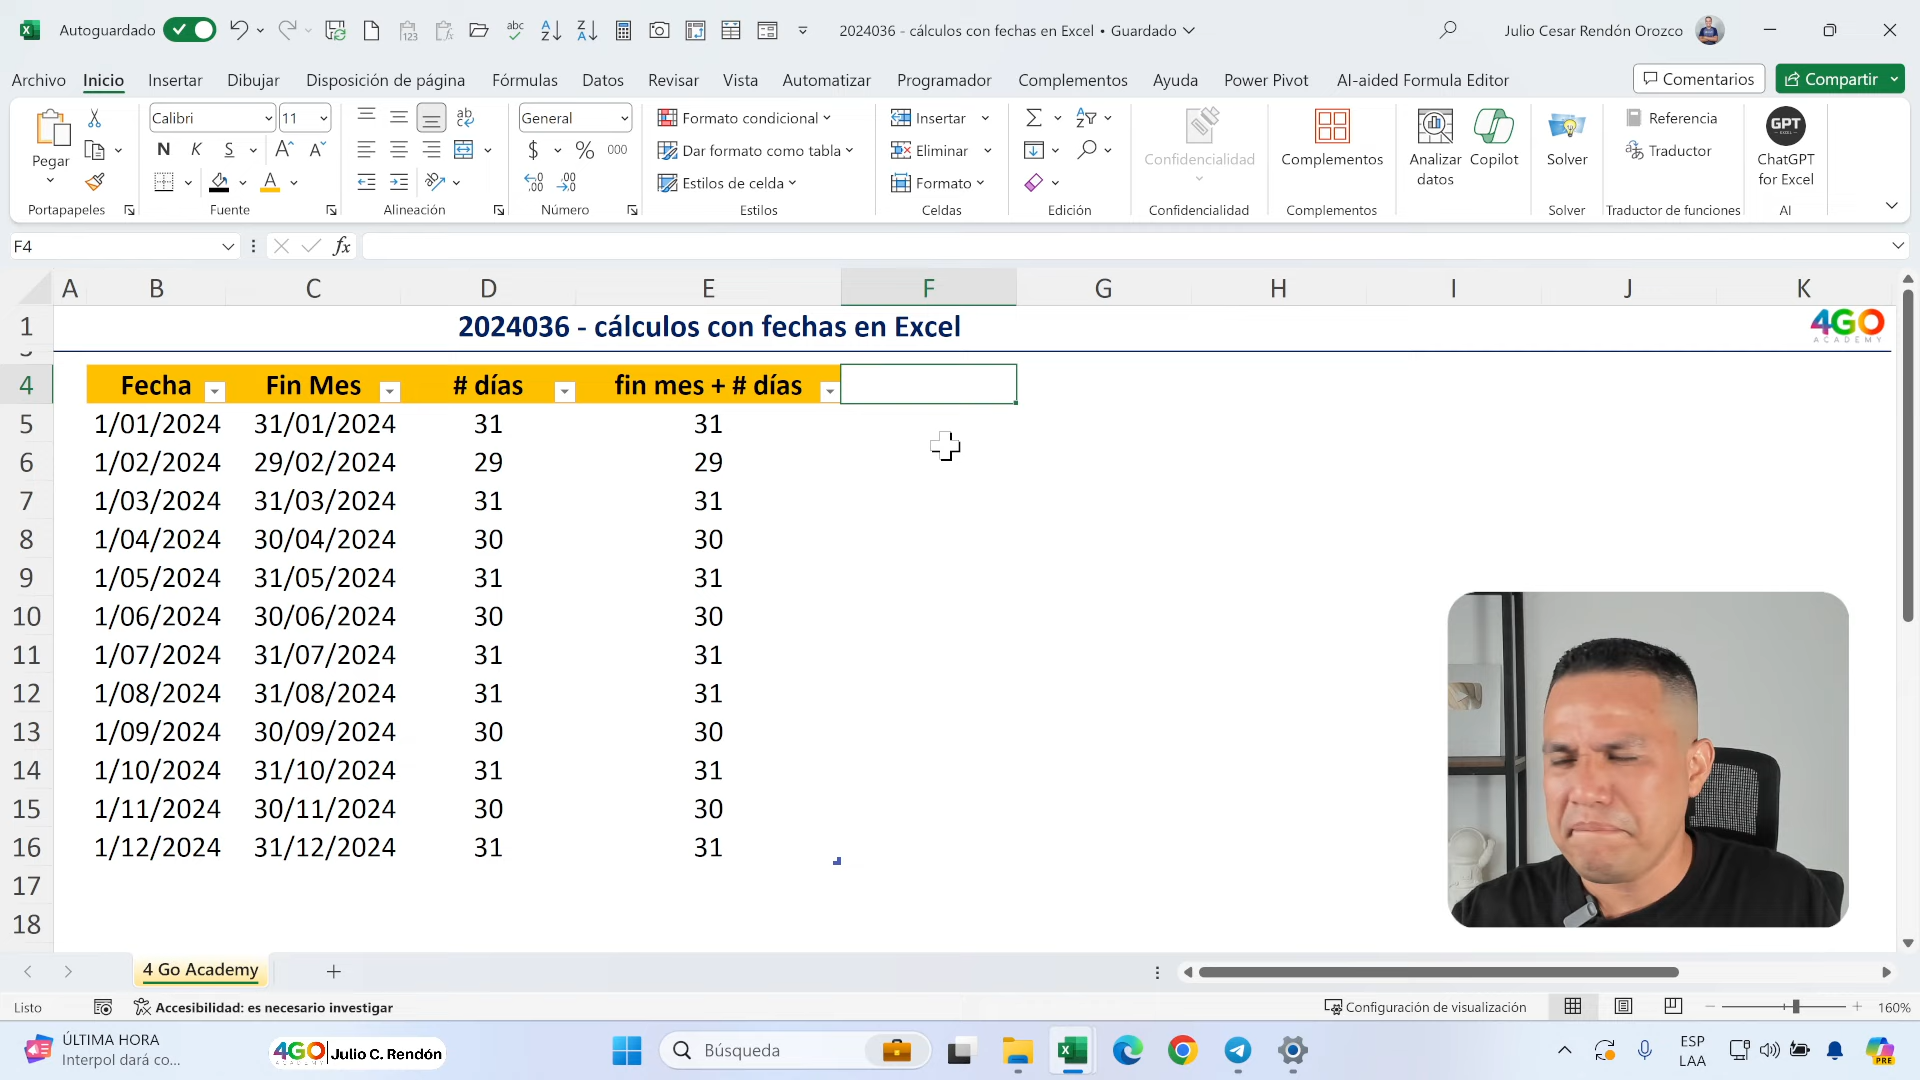 Autoguardado
2024036 - cálculos con fechas en Excel • Guardado
Julio Cesar Rendón Orozco
Archivo Inicio Insertar Dibujar Disposición de página Fórmulas Datos Revisar Vista Automatizar Programador Complementos Ayuda Power Pivot AI-aided Formula Editor
Comentarios
Compartir
Calibri 11 General
Formato condicional
Insertar
Referencia
GPT
Pegar
N K S
$ % 000
Dar formato como tabla
Eliminar
Confidencialidad
Complementos
Analizar datos
Copilot
Solver
Traductor
ChatGPT for Excel
Estilos de celda
Formato
Portapapeles Fuente Alineación Número Estilos Celdas Edición Confidencialidad Complementos Solver Traductor de funciones AI
F4
fx
A B C D E F G H I J K
1 2024036 - cálculos con fechas en Excel
4GO
ACADEMY
4 Fecha Fin Mes # días fin mes + # días
5 1/01/2024 31/01/2024 31 31
6 1/02/2024 29/02/2024 29 29
7 1/03/2024 31/03/2024 31 31
8 1/04/2024 30/04/2024 30 30
9 1/05/2024 31/05/2024 31 31
10 1/06/2024 30/06/2024 30 30
11 1/07/2024 31/07/2024 31 31
12 1/08/2024 31/08/2024 31 31
13 1/09/2024 30/09/2024 30 30
14 1/10/2024 31/10/2024 31 31
15 1/11/2024 30/11/2024 30 30
16 1/12/2024 31/12/2024 31 31
17
18
4 Go Academy
Listo
Accesibilidad: es necesario investigar
Configuración de visualización
160%
ÚLTIMA HORA
Interpol dará co...
4GO
ACADEMY
Julio C. Rendón
Búsqueda
ESP
LAA
PRE